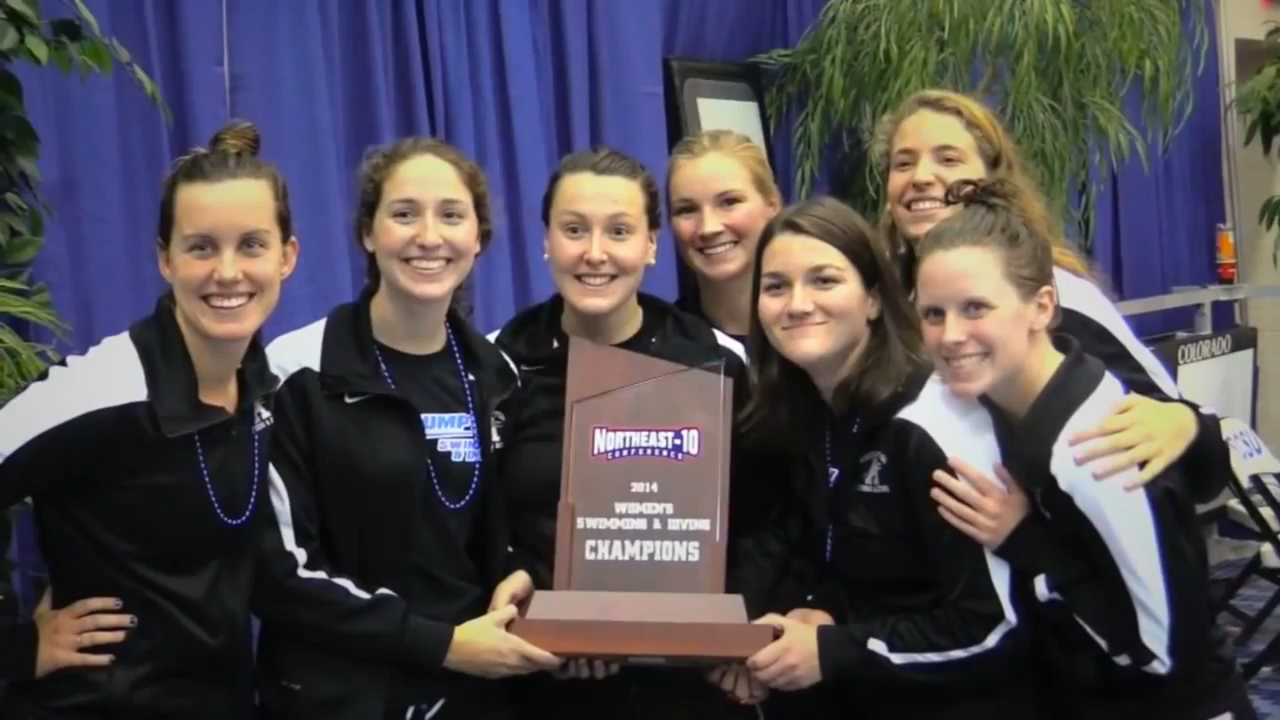 COLORADO
NORTHEAST-10
CONFERENCE
2014
WOMEN'S
SWIMMING & DIVING
CHAMPIONS